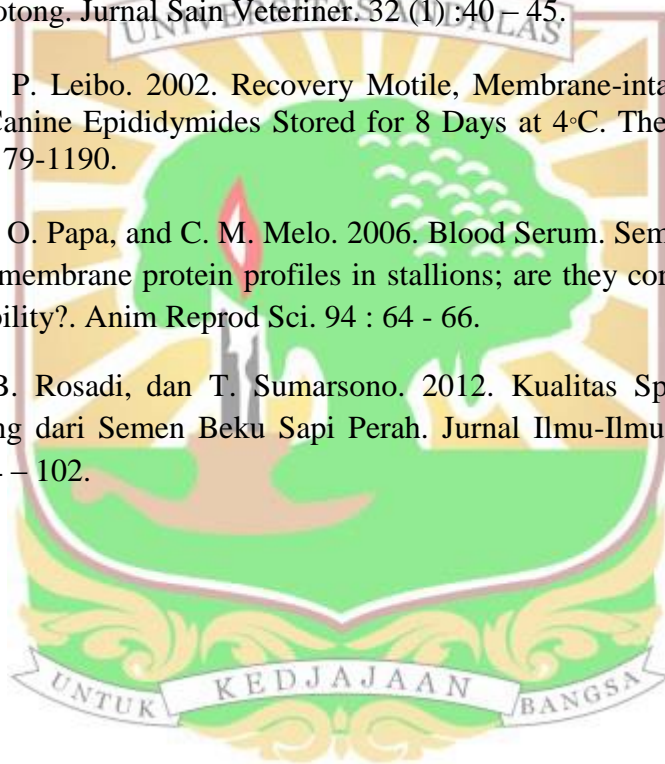 otong. Jurnal Sain Veteriner. 32 (1) :40 – 45.
UNIVERSITAS ANDALAS
P. Leibo. 2002. Recovery Motile, Membrane-inta
Canine Epididymides Stored for 8 Days at 4◦C. The
79-1190.
O. Papa, and C. M. Melo. 2006. Blood Serum. Sem
membrane protein profiles in stallions; are they cor
bility?. Anim Reprod Sci. 94 : 64 - 66.
B. Rosadi, dan T. Sumarsono. 2012. Kualitas Sp
ng dari Semen Beku Sapi Perah. Jurnal Ilmu-Ilmu
– 102.
UNTUK KEDJAJAAN BANGSA